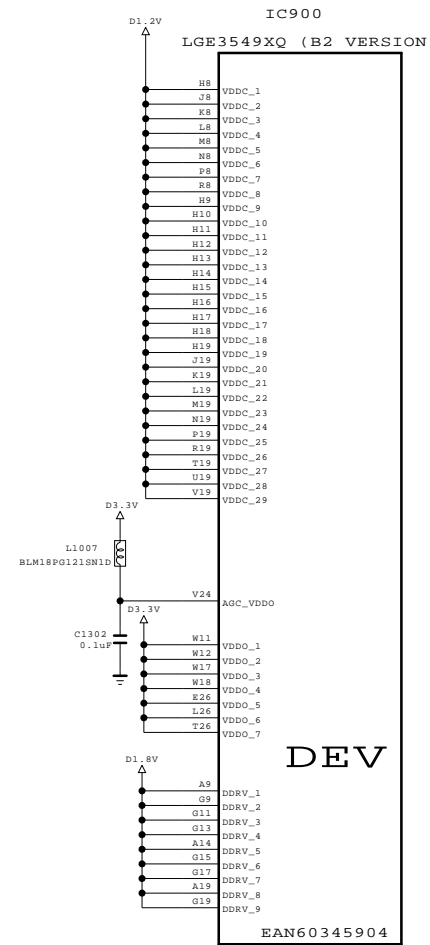 IC900
LGE3549XQ (B2 VERSION
D1.2V
H8 VDDC_1
J8 VDDC_2
K8 VDDC_3
L8 VDDC_4
M8 VDDC_5
N8 VDDC_6
P8 VDDC_7
R8 VDDC_8
H9 VDDC_9
H10 VDDC_10
H11 VDDC_11
H12 VDDC_12
H13 VDDC_13
H14 VDDC_14
H15 VDDC_15
H16 VDDC_16
H17 VDDC_17
H18 VDDC_18
H19 VDDC_19
J19 VDDC_20
K19 VDDC_21
L19 VDDC_22
M19 VDDC_23
N19 VDDC_24
P19 VDDC_25
R19 VDDC_26
T19 VDDC_27
U19 VDDC_28
V19 VDDC_29
D3.3V
L1007
BLM18PG121SN1D
V24 AGC_VDDO
D3.3V
C1302
0.1uF
W11 VDDO_1
W12 VDDO_2
W17 VDDO_3
W18 VDDO_4
E26 VDDO_5
L26 VDDO_6
T26 VDDO_7
DEV
D1.8V
A9 DDRV_1
G9 DDRV_2
G11 DDRV_3
G13 DDRV_4
A14 DDRV_5
G15 DDRV_6
G17 DDRV_7
A19 DDRV_8
G19 DDRV_9
EAN60345904